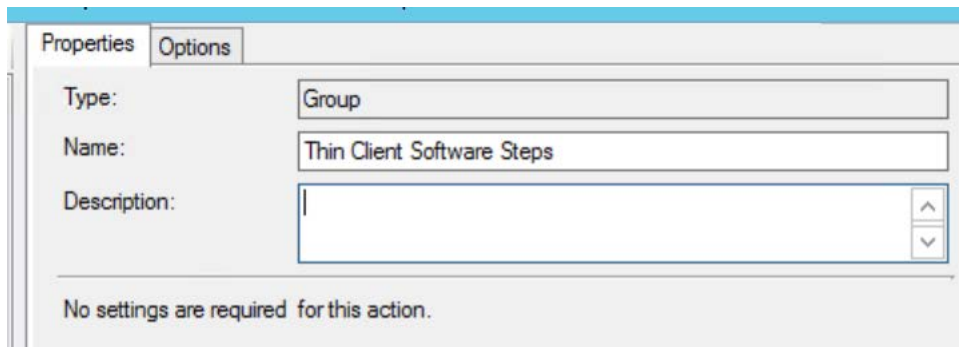 Properties
Options
Type:
Group
Name:
Thin Client Software Steps
Description:
No settings are required for this action.